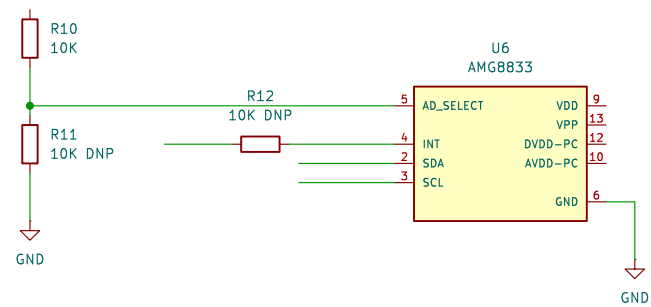 R10
10K
R11
10K DNP
GND
R12
10K DNP
U6
AMG8833
5 AD_SELECT
4 INT
2 SDA
3 SCL
VDD 9
VPP 13
DVDD-PC 12
AVDD-PC 10
GND 6
GND